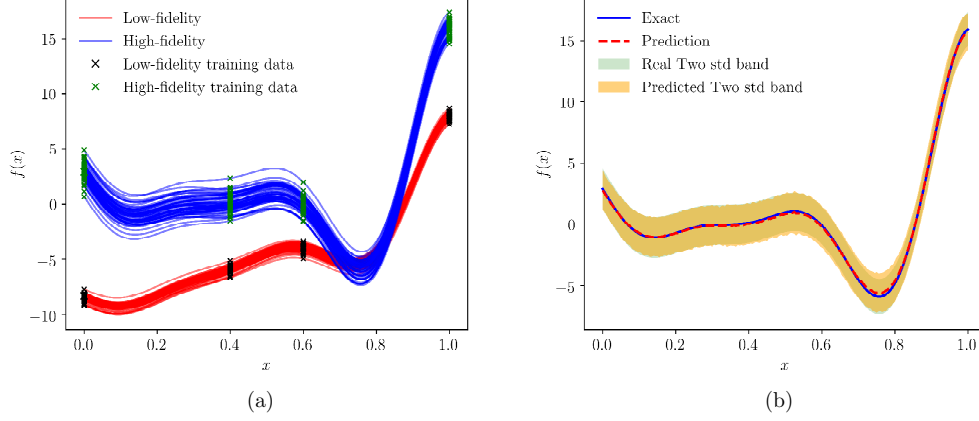 Low-fidelity
High-fidelity
Low-fidelity training data
High-fidelity training data
15
10
5
0
−5
−10
f(x)
0.0 0.2 0.4 0.6 0.8 1.0
x
(a)
Exact
Prediction
Real Two std band
Predicted Two std band
15
10
5
0
−5
f(x)
0.0 0.2 0.4 0.6 0.8 1.0
x
(b)